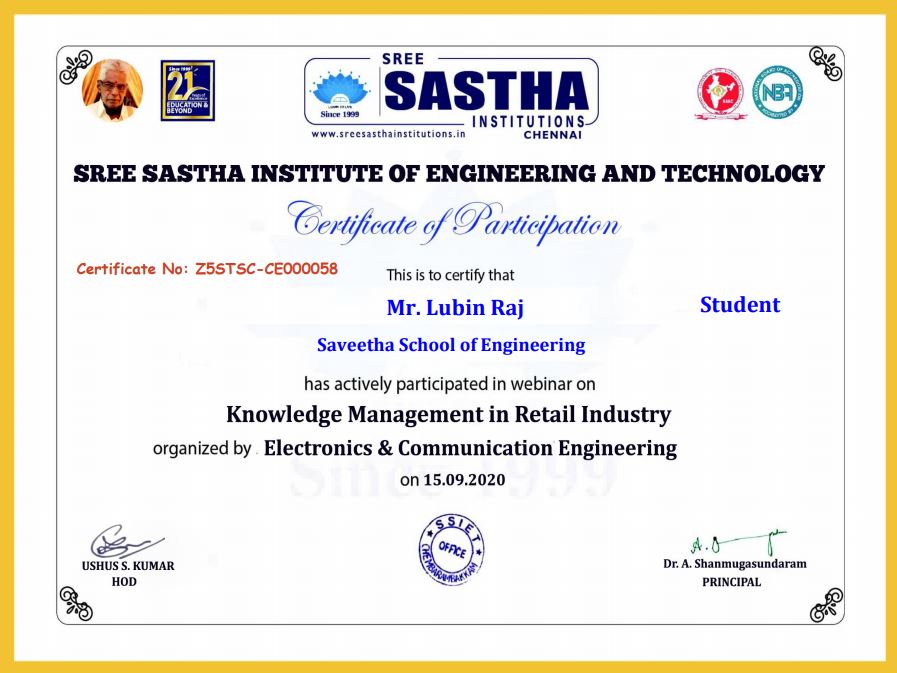 Since 1999
21
years of
EDUCATION &
BEYOND
SREE
SASTHA
Since 1999
INSTITUTIONS
www.sreesasthainstitutions.in
CHENNAI
NAAC
NBA
SREE SASTHA INSTITUTE OF ENGINEERING AND TECHNOLOGY
Certificate of Participation
Certificate No: Z5STSC-CE000058
This is to certify that
Mr. Lubin Raj
Student
Saveetha School of Engineering
has actively participated in webinar on
Knowledge Management in Retail Industry
organized by Electronics & Communication Engineering
on 15.09.2020
Since 1999
SSIET
OFFICE
CHEMBARAMBAKKAM
USHUS S. KUMAR
HOD
Dr. A. Shanmugasundaram
PRINCIPAL